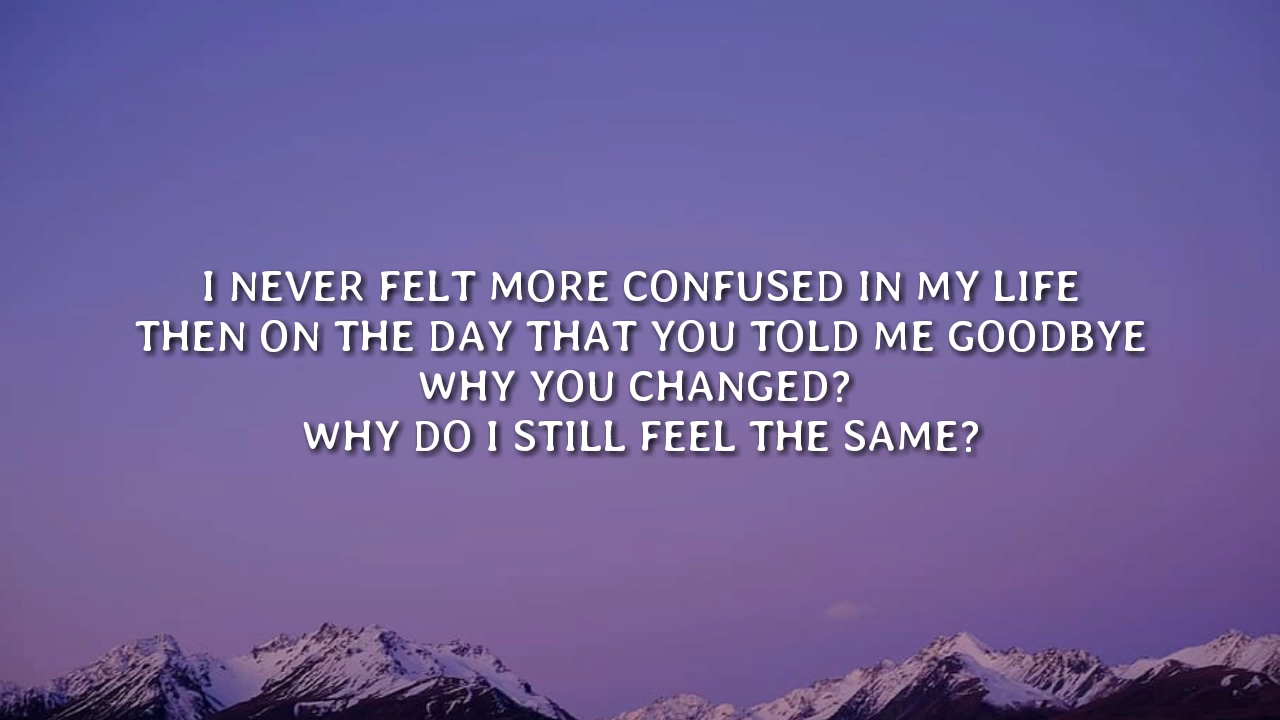 I NEVER FELT MORE CONFUSED IN MY LIFE
THEN ON THE DAY THAT YOU TOLD ME GOODBYE
WHY YOU CHANGED?
WHY DO I STILL FEEL THE SAME?